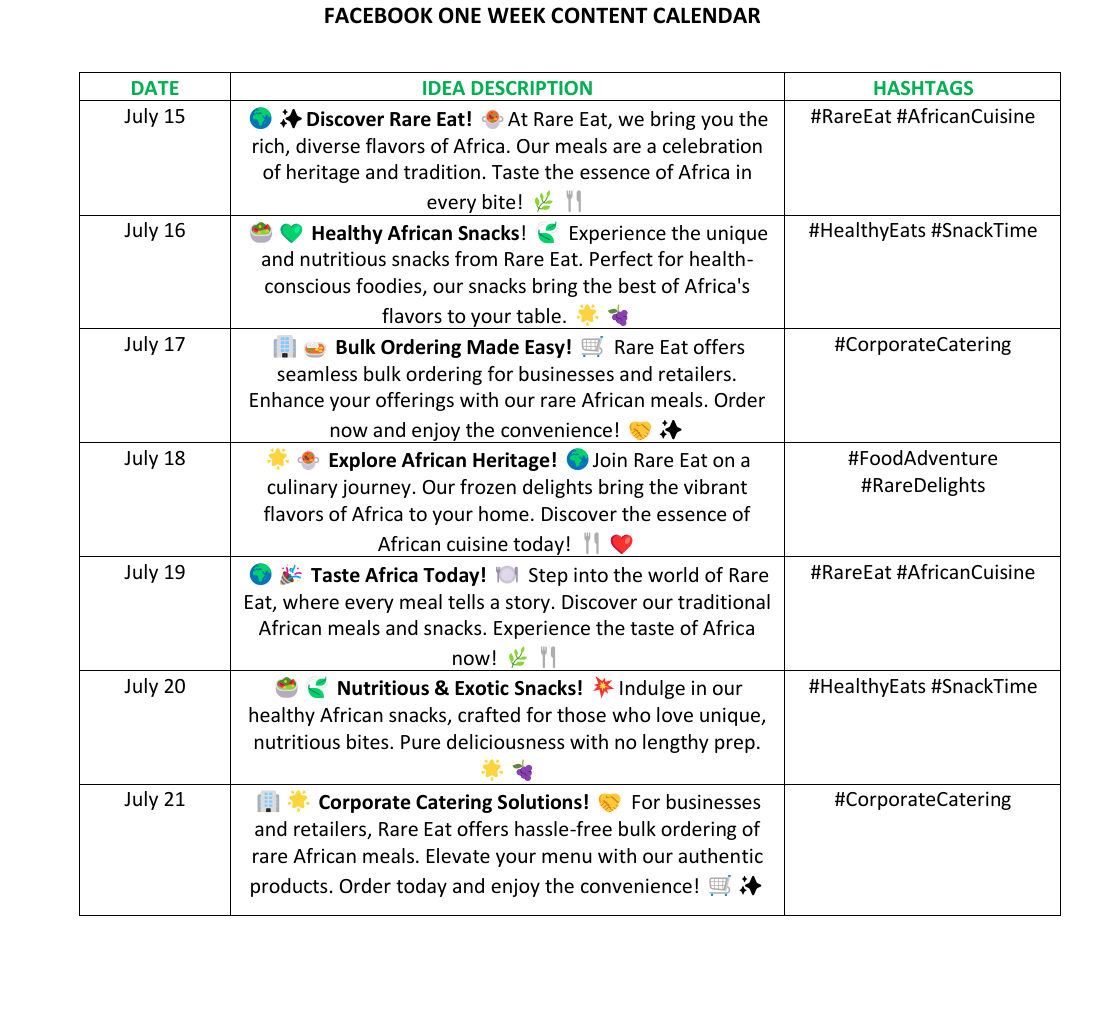 FACEBOOK ONE WEEK CONTENT CALENDAR
DATE IDEA DESCRIPTION HASHTAGS
July 15
🌍 ✨ Discover Rare Eat! 🍲 At Rare Eat, we bring you the
rich, diverse flavors of Africa. Our meals are a celebration
of heritage and tradition. Taste the essence of Africa in
every bite! 🌿 🍴
#RareEat #AfricanCuisine
July 16
🥗 💚 Healthy African Snacks! 🍃 Experience the unique
and nutritious snacks from Rare Eat. Perfect for health-
conscious foodies, our snacks bring the best of Africa's
flavors to your table. 🌟 🍇
#HealthyEats #SnackTime
July 17
🏢 🍛 Bulk Ordering Made Easy! 🛒 Rare Eat offers
seamless bulk ordering for businesses and retailers.
Enhance your offerings with our rare African meals. Order
now and enjoy the convenience! 🤝 ✨
#CorporateCatering
July 18
🌟 🍲 Explore African Heritage! 🌍 Join Rare Eat on a
culinary journey. Our frozen delights bring the vibrant
flavors of Africa to your home. Discover the essence of
African cuisine today! 🍴 ❤️
#FoodAdventure
#RareDelights
July 19
🌍 🎉 Taste Africa Today! 🍽️ Step into the world of Rare
Eat, where every meal tells a story. Discover our traditional
African meals and snacks. Experience the taste of Africa
now! 🌿 🍴
#RareEat #AfricanCuisine
July 20
🥗 🍃 Nutritious & Exotic Snacks! 💥 Indulge in our
healthy African snacks, crafted for those who love unique,
nutritious bites. Pure deliciousness with no lengthy prep.
🌟 🍇
#HealthyEats #SnackTime
July 21
🏢 🌟 Corporate Catering Solutions! 🤝 For businesses
and retailers, Rare Eat offers hassle-free bulk ordering of
rare African meals. Elevate your menu with our authentic
products. Order today and enjoy the convenience! 🛒 ✨
#CorporateCatering